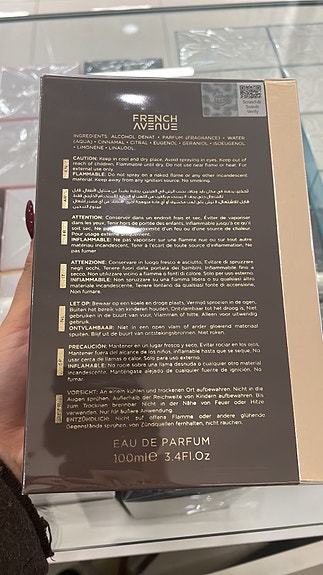 FRENCH
AVENUE
Scratch&
Search
Verify
INGREDIENTS: ALCOHOL DENAT • PARFUM (FRAGRANCE) • WATER
(AQUA) • CINNAMAL • CITRAL • EUGENOL • GERANIOL • ISOEUGENOL
• LIMONENE • LINALOOL.
CAUTION: Keep in cool and dry place, Avoid spraying in eyes. Keep out
of reach of children. Flammable until dry. Do not use near flame or heat. For
external use only.
FLAMMABLE: Do not spray on a naked flame or any other incandescent
material. Keep away from any ignition source. No smoking.
ATTENTION: Conserver dans un endroit frais et sec, Éviter de vaporiser
dans les yeux. Tenir hors de portée des enfants. Inflammable jusqu'à ce qu'il
soit sec. Ne pas à proximité d'un feu ou d'une source de chaleur.
Pour usage externe
INFLAMMABLE: Ne pas vaporiser sur une flamme nue ou sur tout autre
matériau incandescent, Tenir à l'écart de toute source d'inflammation. Ne
pas fumer
ATTENZIONE: Conservare in luogo fresco e asciutto, Evitare di spruzzare
negli occhi, Tenere fuori dalla portata dei bambini. Infiammabile fino a
secco. Non utilizzare vicino a fiamme o fonti di calore. Solo per uso esterno.
INFIAMMABILE: Non spruzzare su una fiamma nuda o altro materiale
incandescente, Tenere lontano da qualsiasi fonte di accensione.
Non fumare
LET OP: Bewaar op een koele en droge plaats, Vermijd sproeien in de ogen,
Buiten het bereik van kinderen houden. Ontvlambaar tot het droog is. Niet
gebruiken in de buurt van vuur, Vlammen of hitte. Alleen voor uitwendig
gebruik.
ONTVLAMBAAR: Niet in een open vlam of ander gloeiend materiaal
spuiten. Blijf uit de buurt van ontstekingsbronnen. Niet roken.
PRECAUCIÓN: Mantener en un lugar fresco y seco, Evitar rociar en los ojos,
Mantener fuera del alcance de los niños, inflamable hasta que se seque, No
usar cerca de llamas o calor. Sólo para uso externo.
INFLAMABLE: No rocíe sobre una llama desnuda o cualquier otro material
incandescente. Manténgase alejado de cualquier fuente de ignición. No
fumar.
VORSICHT: An einem kühlen und trockenen Ort aufbewahren. Nicht in die
Augen sprühen, Außerhalb der Reichweite von Kindern aufbewahren. Bis
zum Trocknen brennbar. Nicht in der Nähe von Feuer oder Hitze
verwenden. Nur für äußere Anwendung.
ENTZÜNDLICH: Nicht auf offene Flamme oder andere glühende
Gegenstände sprühen, von Zündquellen fernhalten, nicht rauchen.
EAU DE PARFUM
100ml℮ 3.4Fl.Oz